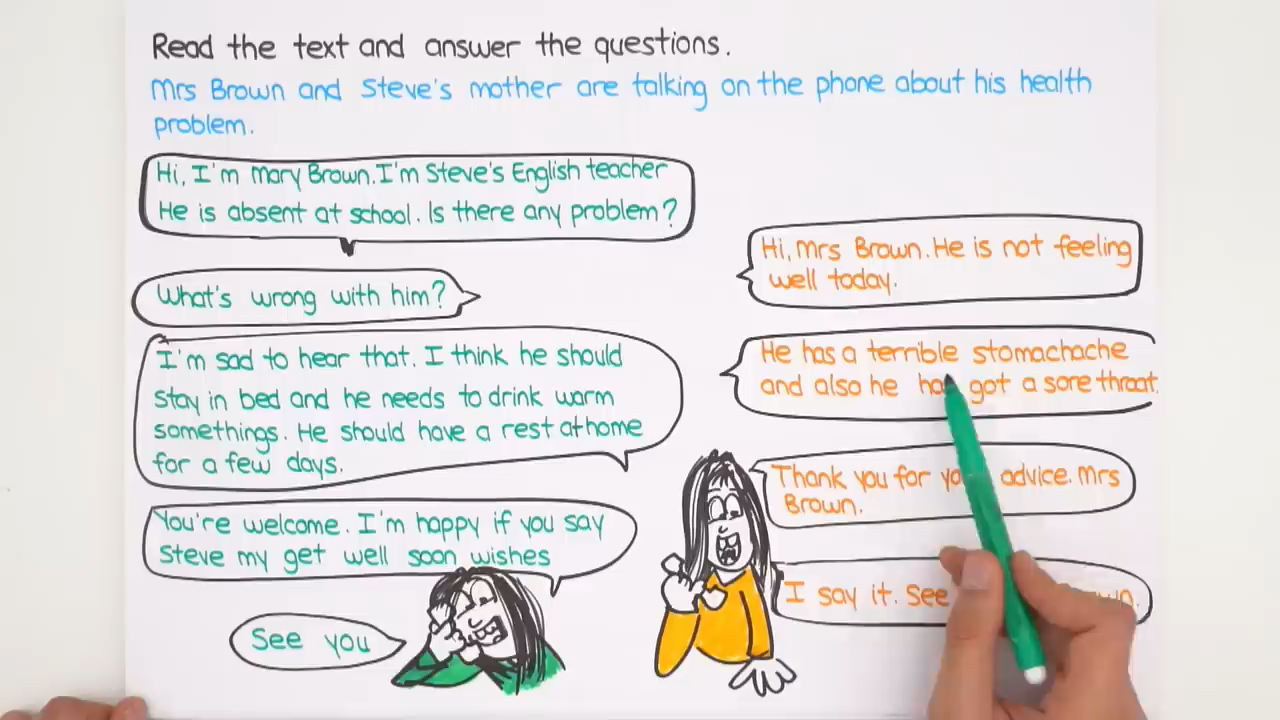 Read the text and answer the questions.
Mrs Brown and Steve's mother are talking on the phone about his health
problem.
Hi, I'm Mary Brown. I'm Steve's English teacher
He is absent at school. Is there any problem?
Hi, Mrs Brown. He is not feeling
well today.
What's wrong with him?
He has a terrible stomachache
and also he got a sore throat.
I'm sad to hear that. I think he should
stay in bed and he needs to drink warm
somethings. He should have a rest at home
for a few days.
Thank you for advice. Mrs
Brown.
You're welcome. I'm happy if you say
Steve my get well soon wishes
I say it. See
See you